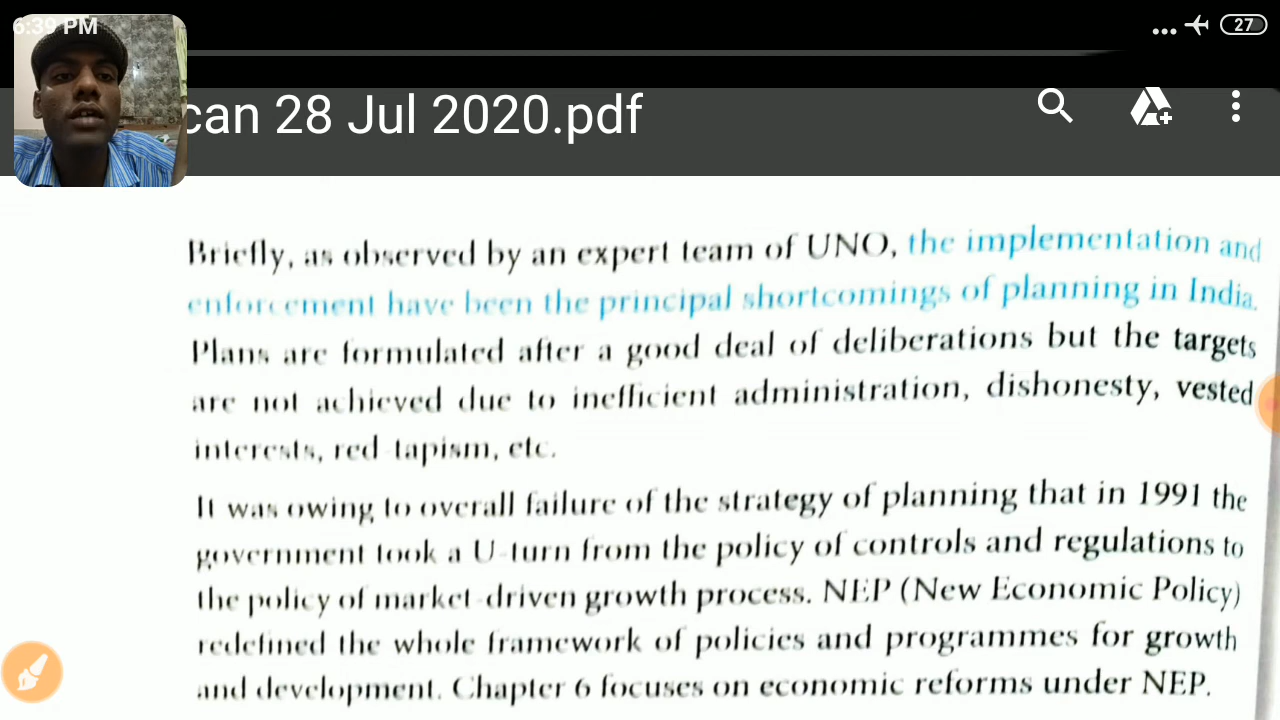 6:39 PM
27
can 28 Jul 2020.pdf
Briefly, as observed by an expert team of UNO, the implementation and
enforcement have been the principal shortcomings of planning in India.
Plans are formulated after a good deal of deliberations but the targets
are not achieved due to inefficient administration, dishonesty, vested
interests, red-tapism, etc.
It was owing to overall failure of the strategy of planning that in 1991 the
government took a U-turn from the policy of controls and regulations to
the policy of market-driven growth process. NEP (New Economic Policy)
redefined the whole framework of policies and programmes for growth
and development. Chapter 6 focuses on economic reforms under NEP.